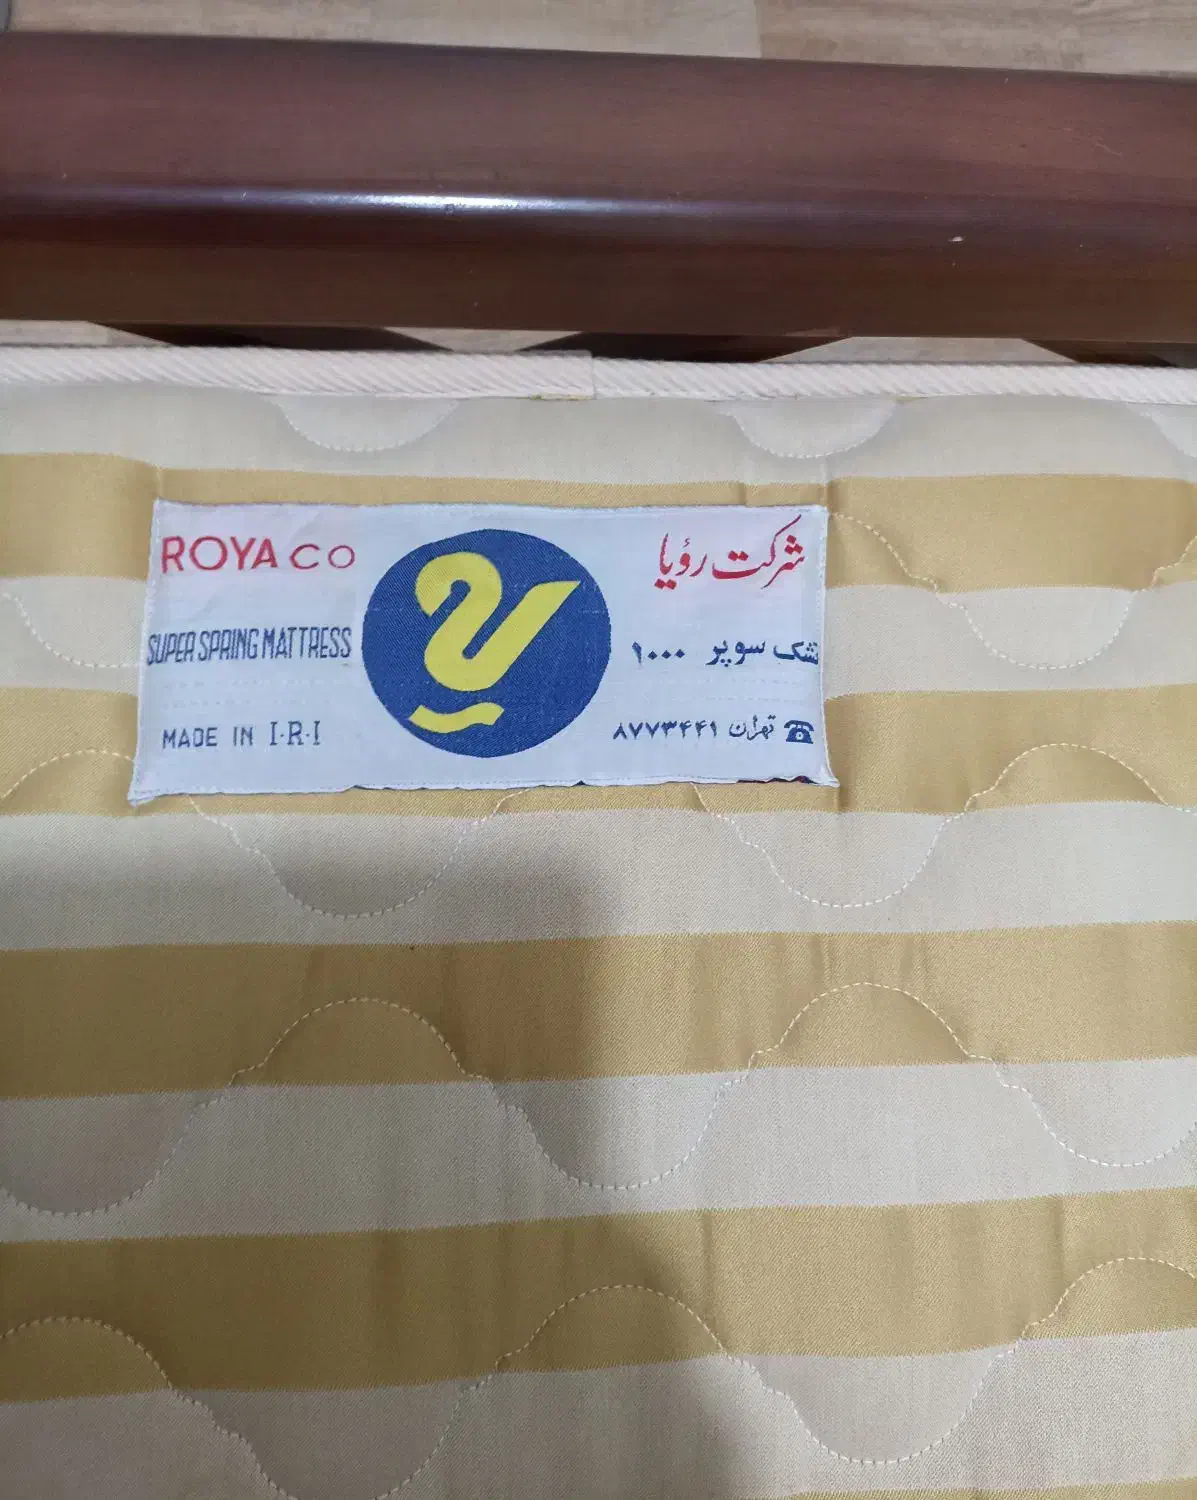 ROYA CO
SUPER SPRING MATTRESS
MADE IN I·R·I
شرکت رؤیا
تشک سوپر ۱۰۰۰
☎ تهران ۸۷۷۳۴۴۱